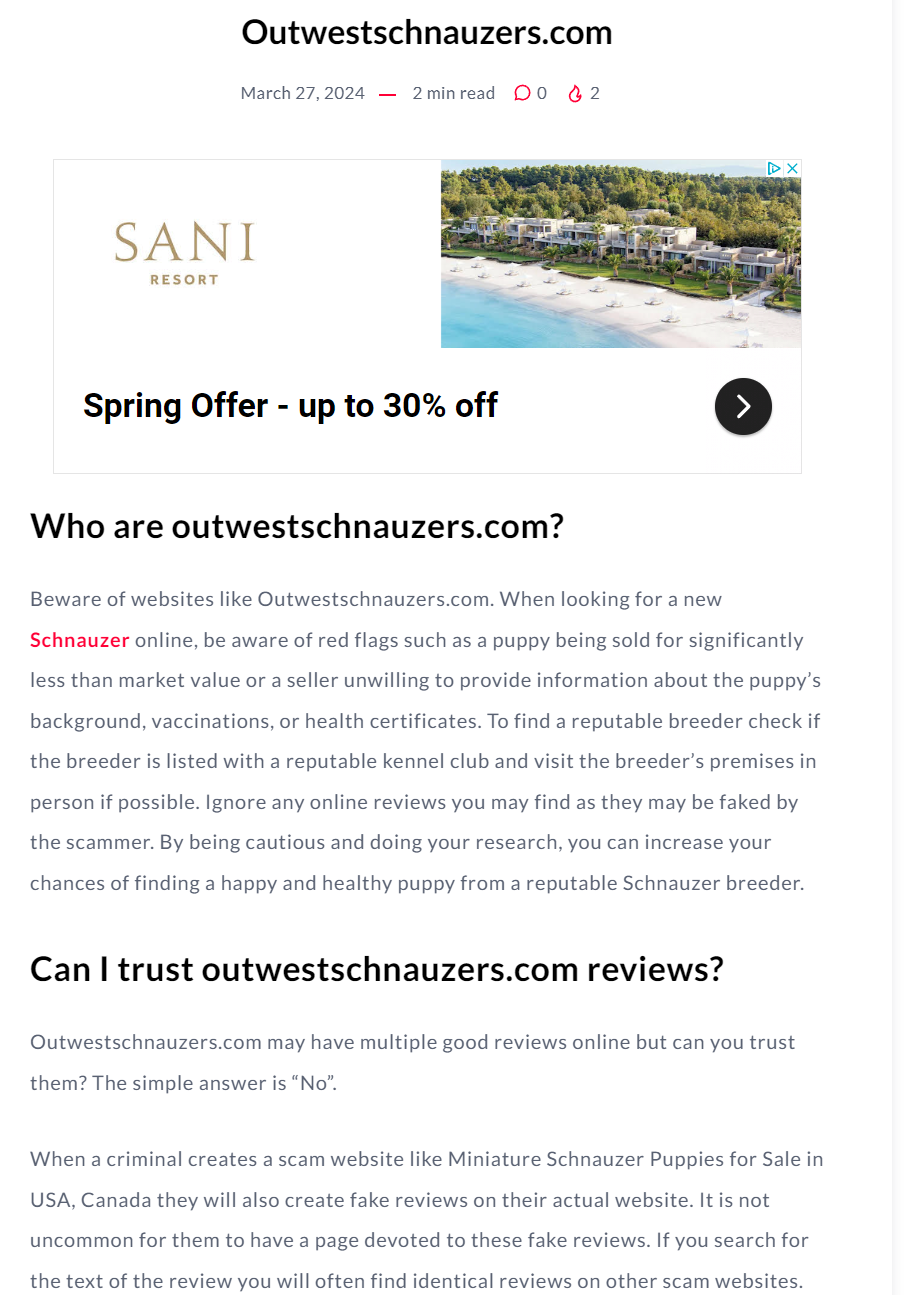 Outwestschnauzers.com
March 27, 2024 — 2 min read 0 2
SANI
RESORT
Spring Offer - up to 30% off
Who are outwestschnauzers.com?
Beware of websites like Outwestschnauzers.com. When looking for a new
Schnauzer online, be aware of red flags such as a puppy being sold for significantly
less than market value or a seller unwilling to provide information about the puppy’s
background, vaccinations, or health certificates. To find a reputable breeder check if
the breeder is listed with a reputable kennel club and visit the breeder’s premises in
person if possible. Ignore any online reviews you may find as they may be faked by
the scammer. By being cautious and doing your research, you can increase your
chances of finding a happy and healthy puppy from a reputable Schnauzer breeder.
Can I trust outwestschnauzers.com reviews?
Outwestschnauzers.com may have multiple good reviews online but can you trust
them? The simple answer is “No”.
When a criminal creates a scam website like Miniature Schnauzer Puppies for Sale in
USA, Canada they will also create fake reviews on their actual website. It is not
uncommon for them to have a page devoted to these fake reviews. If you search for
the text of the review you will often find identical reviews on other scam websites.